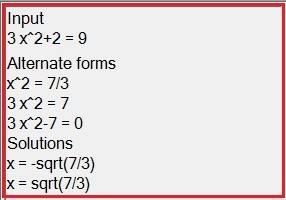 Input
3 x^2+2 = 9
Alternate forms
x^2 = 7/3
3 x^2 = 7
3 x^2-7 = 0
Solutions
x = -sqrt(7/3)
x = sqrt(7/3)